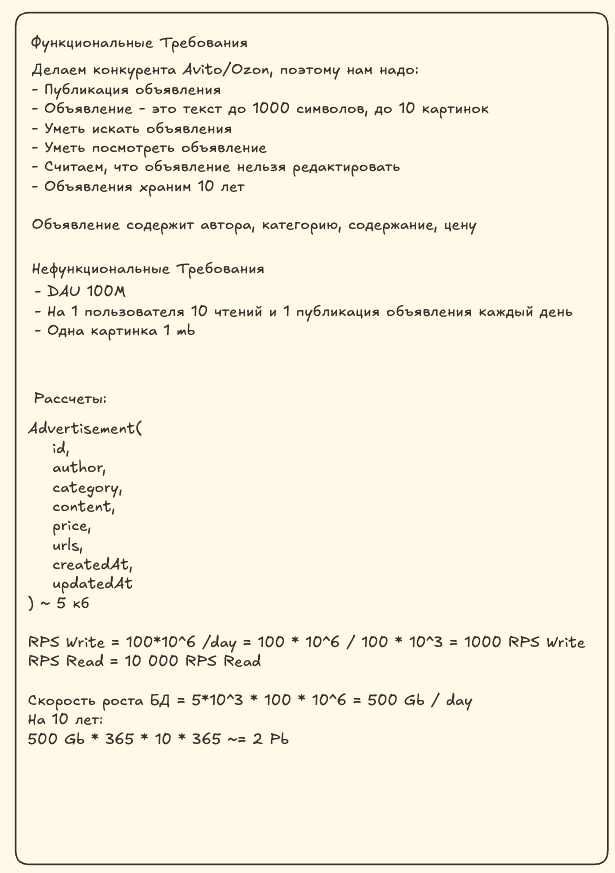 Функциональные Требования
Делаем конкурента Avito/Ozon, поэтому нам надо:
- Публикация объявления
- Объявление - это текст до 1000 символов, до 10 картинок
- Уметь искать объявления
- Уметь посмотреть объявление
- Считаем, что объявление нельзя редактировать
- Объявления храним 10 лет
Объявление содержит автора, категорию, содержание, цену
Нефункциональные Требования
- DAU 100M
- На 1 пользователя 10 чтений и 1 публикация объявления каждый день
- Одна картинка 1 mb
Рассчеты:
Advertisement(
id,
author,
category,
content,
price,
urls,
createdAt,
updatedAt
) ~ 5 кб
RPS Write = 100*10^6 /day = 100 * 10^6 / 100 * 10^3 = 1000 RPS Write
RPS Read = 10 000 RPS Read
Скорость роста БД = 5*10^3 * 100 * 10^6 = 500 Gb / day
На 10 лет:
500 Gb * 365 * 10 * 365 ~= 2 Pb